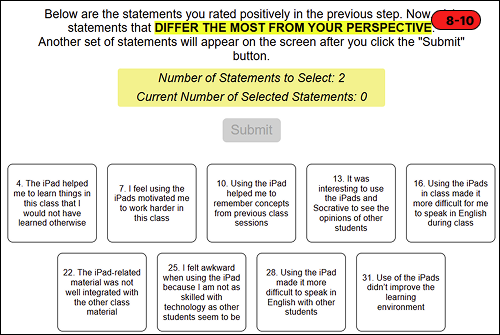 Below are the statements you rated positively in the previous step. Now
8-10
statements that DIFFER THE MOST FROM YOUR PERSPECTIVE.
Another set of statements will appear on the screen after you click the "Submit"
button.
Number of Statements to Select: 2
Current Number of Selected Statements: 0
Submit
4. The iPad helped
me to learn things in
this class that I
would not have
learned otherwise
7. I feel using the
iPads motivated me
to work harder in
this class
10. Using the iPad
helped me to
remember concepts
from previous class
sessions
13. It was
interesting to use
the iPads and
Socrative to see the
opinions of other
students
16. Using the iPads
in class made it
more difficult for me
to speak in English
during class
22. The iPad-related
material was not
well integrated with
the other class
material
25. I felt awkward
when using the iPad
because I am not as
skilled with
technology as other
students seem to be
28. Using the iPad
made it more
difficult to speak in
English with other
students
31. Use of the iPads
didn't improve the
learning
environment